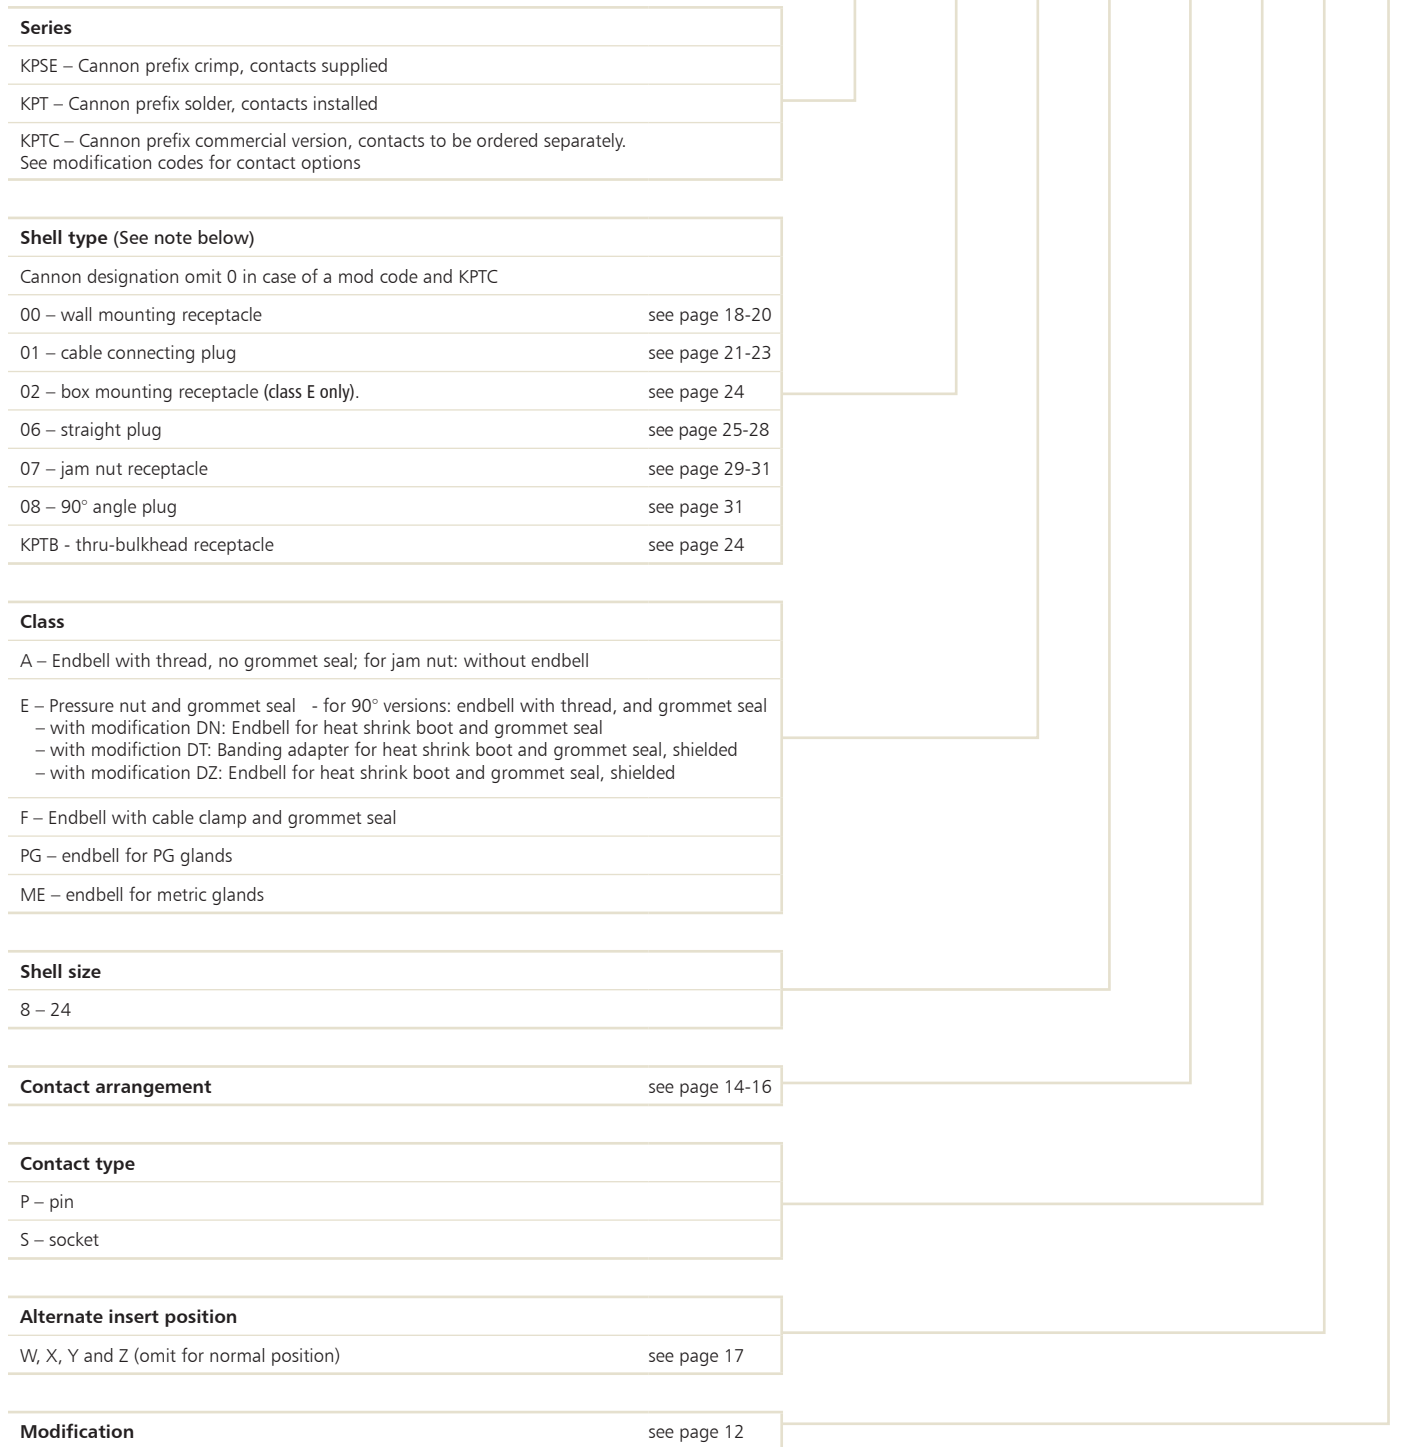 Series
KPSE – Cannon prefix crimp, contacts supplied
KPT – Cannon prefix solder, contacts installed
KPTC – Cannon prefix commercial version, contacts to be ordered separately.
See modification codes for contact options
Shell type (See note below)
Cannon designation omit 0 in case of a mod code and KPTC
00 – wall mounting receptacle see page 18-20
01 – cable connecting plug see page 21-23
02 – box mounting receptacle (class E only). see page 24
06 – straight plug see page 25-28
07 – jam nut receptacle see page 29-31
08 – 90° angle plug see page 31
KPTB - thru-bulkhead receptacle see page 24
Class
A – Endbell with thread, no grommet seal; for jam nut: without endbell
E – Pressure nut and grommet seal - for 90° versions: endbell with thread, and grommet seal
– with modification DN: Endbell for heat shrink boot and grommet seal
– with modifiction DT: Banding adapter for heat shrink boot and grommet seal, shielded
– with modification DZ: Endbell for heat shrink boot and grommet seal, shielded
F – Endbell with cable clamp and grommet seal
PG – endbell for PG glands
ME – endbell for metric glands
Shell size
8 – 24
Contact arrangement see page 14-16
Contact type
P – pin
S – socket
Alternate insert position
W, X, Y and Z (omit for normal position) see page 17
Modification see page 12